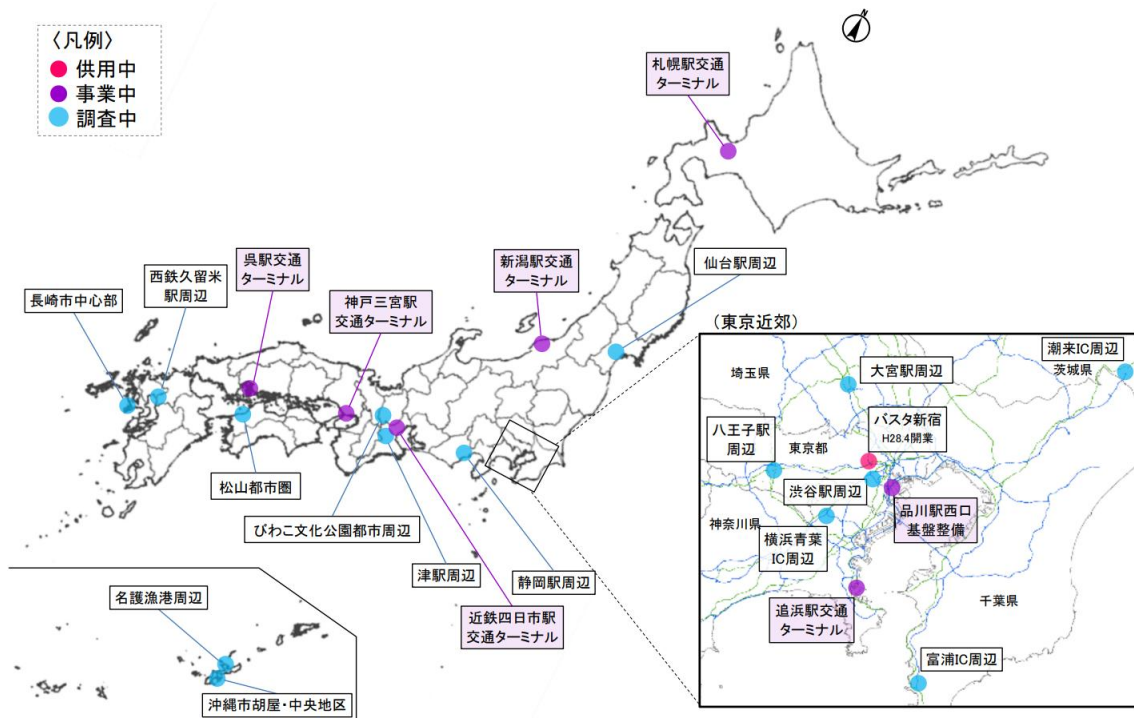 〈凡例〉
供用中
事業中
調査中
N
札幌駅交通
ターミナル
仙台駅周辺
新潟駅交通
ターミナル
呉駅交通
ターミナル
西鉄久留米
駅周辺
長崎市中心部
神戸三宮駅
交通ターミナル
松山都市圏
びわこ文化公園都市周辺
津駅周辺
静岡駅周辺
近鉄四日市駅
交通ターミナル
名護漁港周辺
沖縄市胡屋・中央地区
(東京近郊)
潮来IC周辺
茨城県
埼玉県
大宮駅周辺
バスタ新宿
H28.4開業
八王子駅
周辺
東京都
渋谷駅周辺
品川駅西口
基盤整備
神奈川県
横浜青葉
IC周辺
千葉県
追浜駅交通
ターミナル
富浦IC周辺